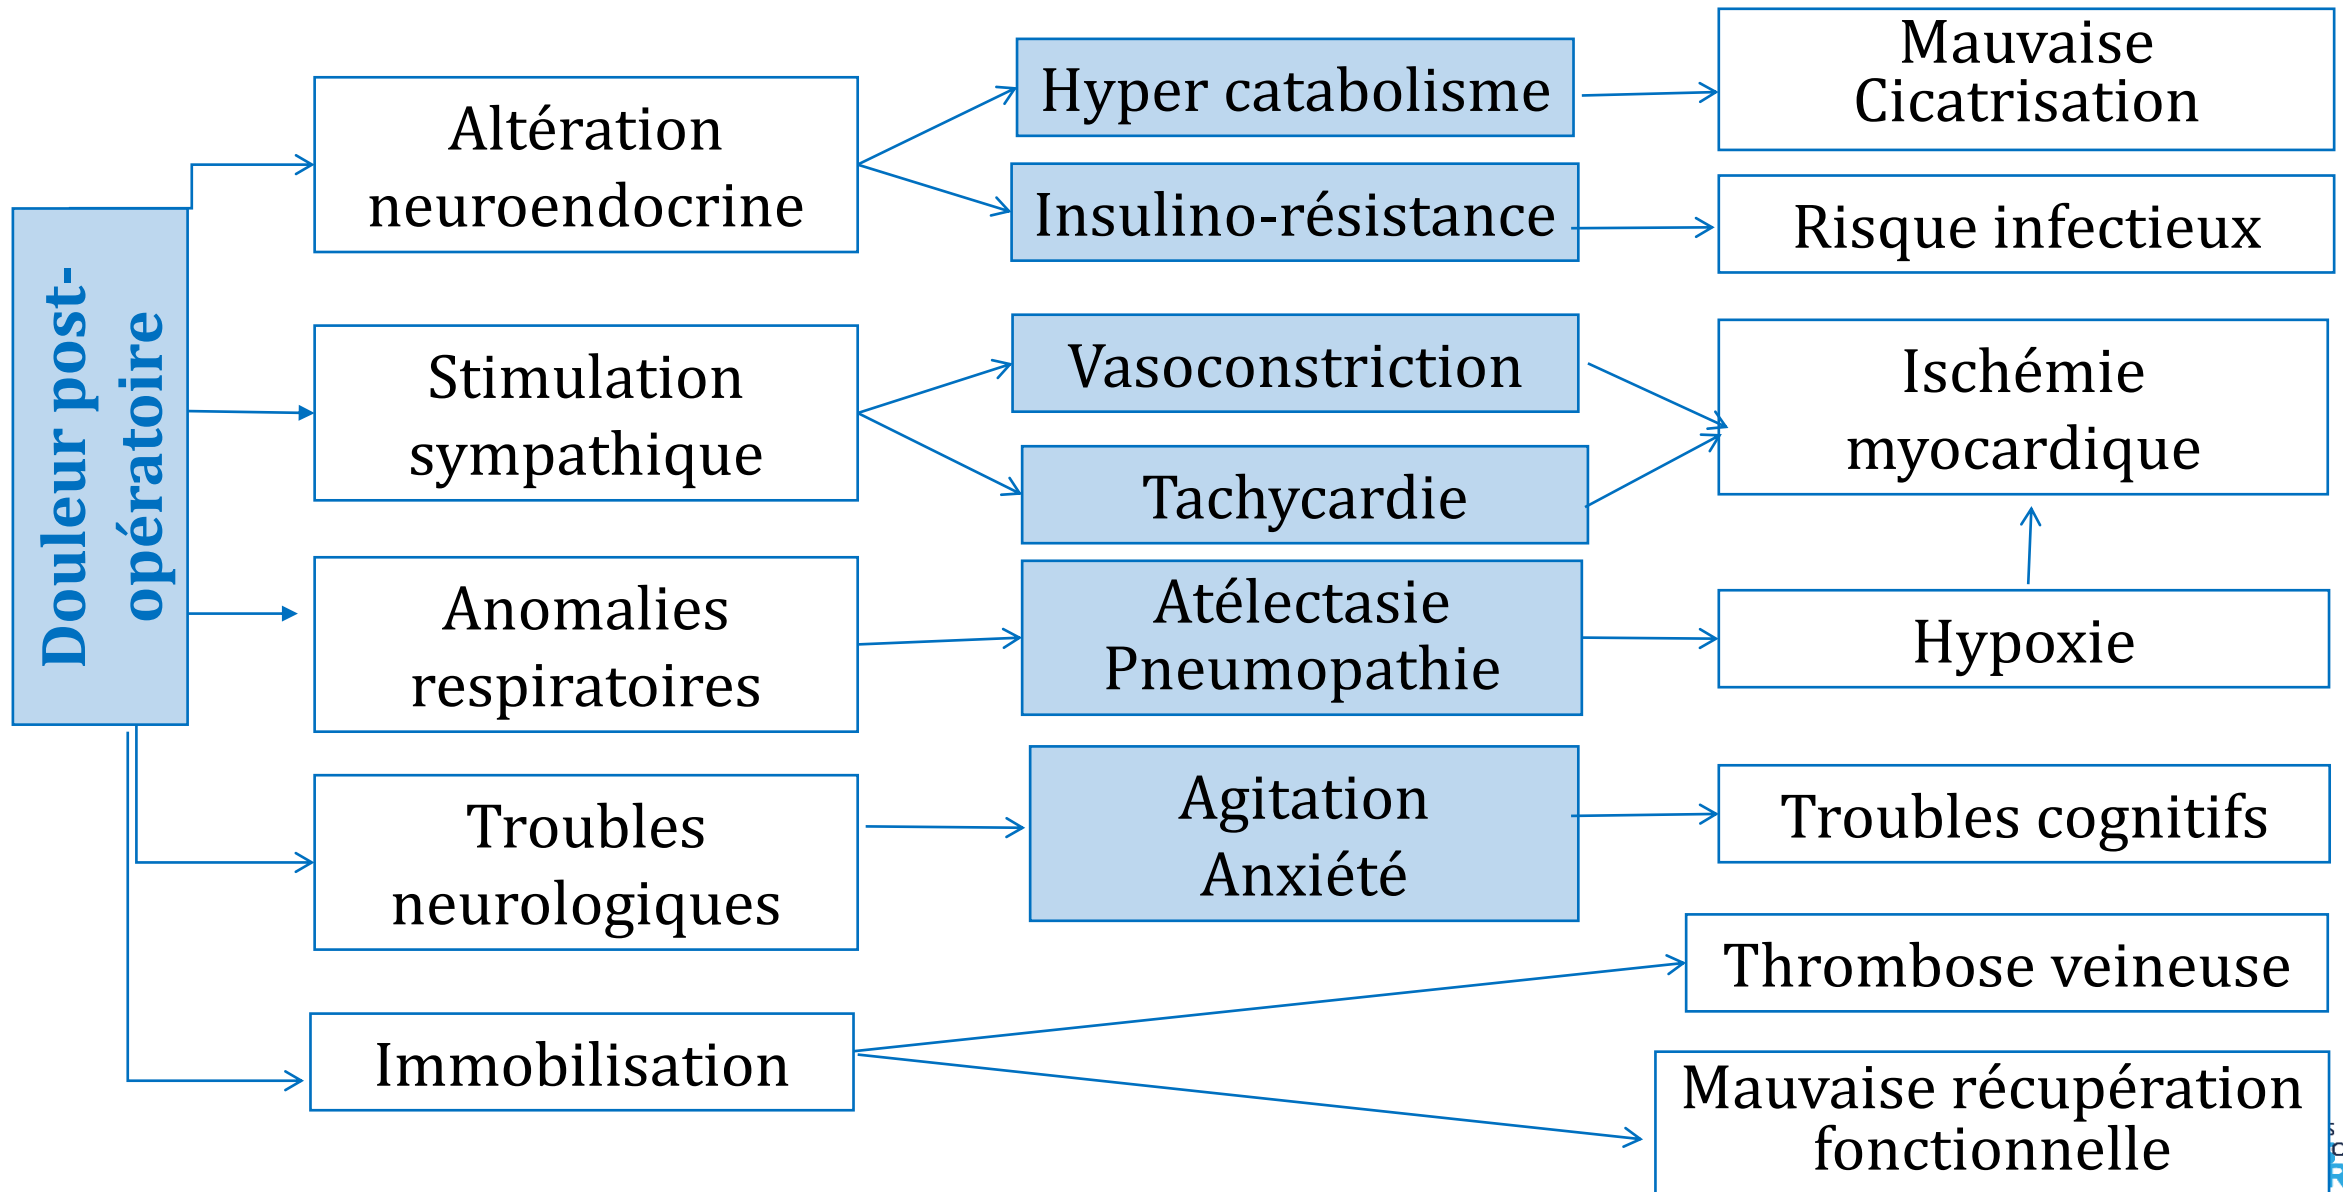 Douleur post-
opératoire
Altération
neuroendocrine
Hyper catabolisme
Mauvaise
Cicatrisation
Insulino-résistance
Risque infectieux
Stimulation
sympathique
Vasoconstriction
Ischémie
myocardique
Tachycardie
Anomalies
respiratoires
Atélectasie
Pneumopathie
Hypoxie
Troubles
neurologiques
Agitation
Anxiété
Troubles cognitifs
Immobilisation
Thrombose veineuse
Mauvaise récupération
fonctionnelle